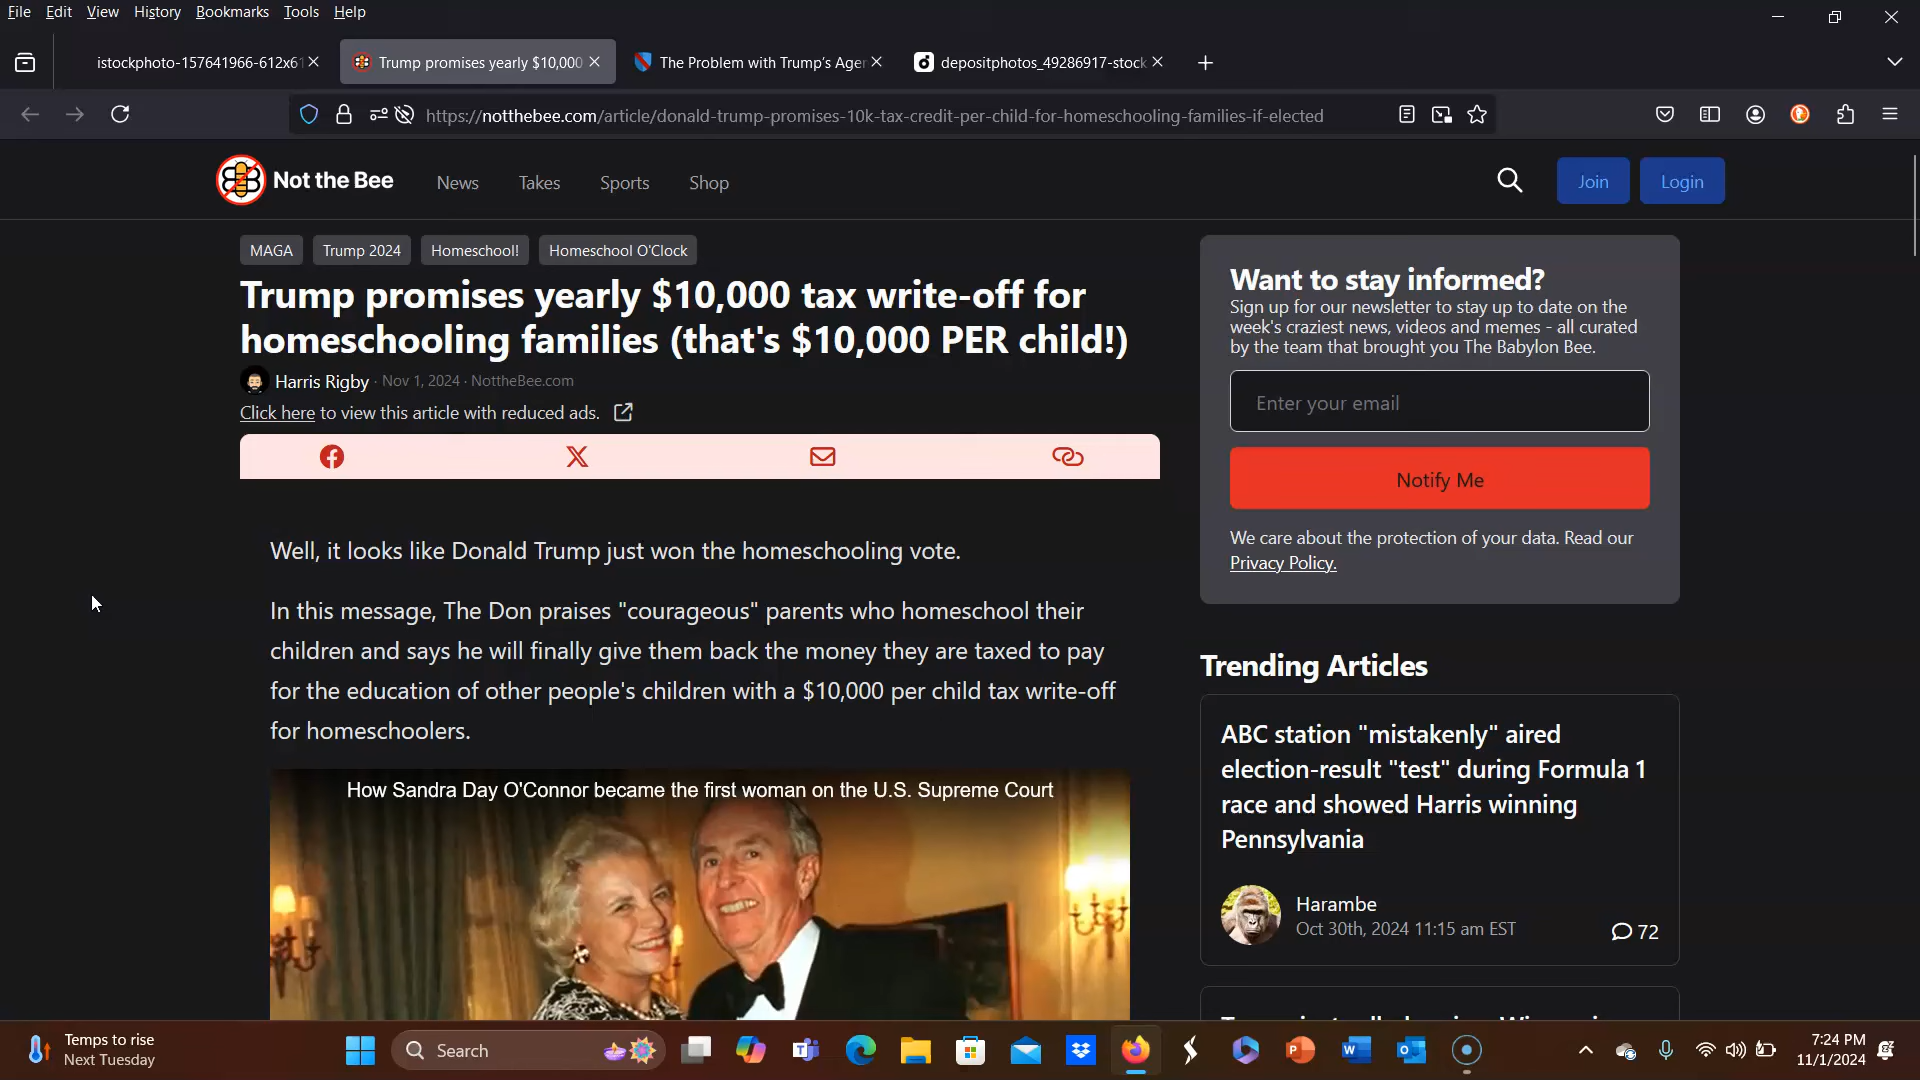 File Edit View History Bookmarks Tools Help
istockphoto-157641966-612x61
Trump promises yearly $10,000
The Problem with Trump's Ager
depositphotos_49286917-stock
https://notthebee.com/article/donald-trump-promises-10k-tax-credit-per-child-for-homeschooling-families-if-elected
Not the Bee
News Takes Sports Shop
Join
Login
MAGA Trump 2024 Homeschool! Homeschool O'Clock
Trump promises yearly $10,000 tax write-off for
homeschooling families (that's $10,000 PER child!)
Harris Rigby · Nov 1, 2024 · NottheBee.com
Click here to view this article with reduced ads.
Well, it looks like Donald Trump just won the homeschooling vote.
In this message, The Don praises "courageous" parents who homeschool their
children and says he will finally give them back the money they are taxed to pay
for the education of other people's children with a $10,000 per child tax write-off
for homeschoolers.
How Sandra Day O'Connor became the first woman on the U.S. Supreme Court
Want to stay informed?
Sign up for our newsletter to stay up to date on the
week's craziest news, videos and memes - all curated
by the team that brought you The Babylon Bee.
Enter your email
Notify Me
We care about the protection of your data. Read our
Privacy Policy.
Trending Articles
ABC station "mistakenly" aired
election-result "test" during Formula 1
race and showed Harris winning
Pennsylvania
Harambe
Oct 30th, 2024 11:15 am EST
72
Temps to rise
Next Tuesday
Search
7:24 PM
11/1/2024